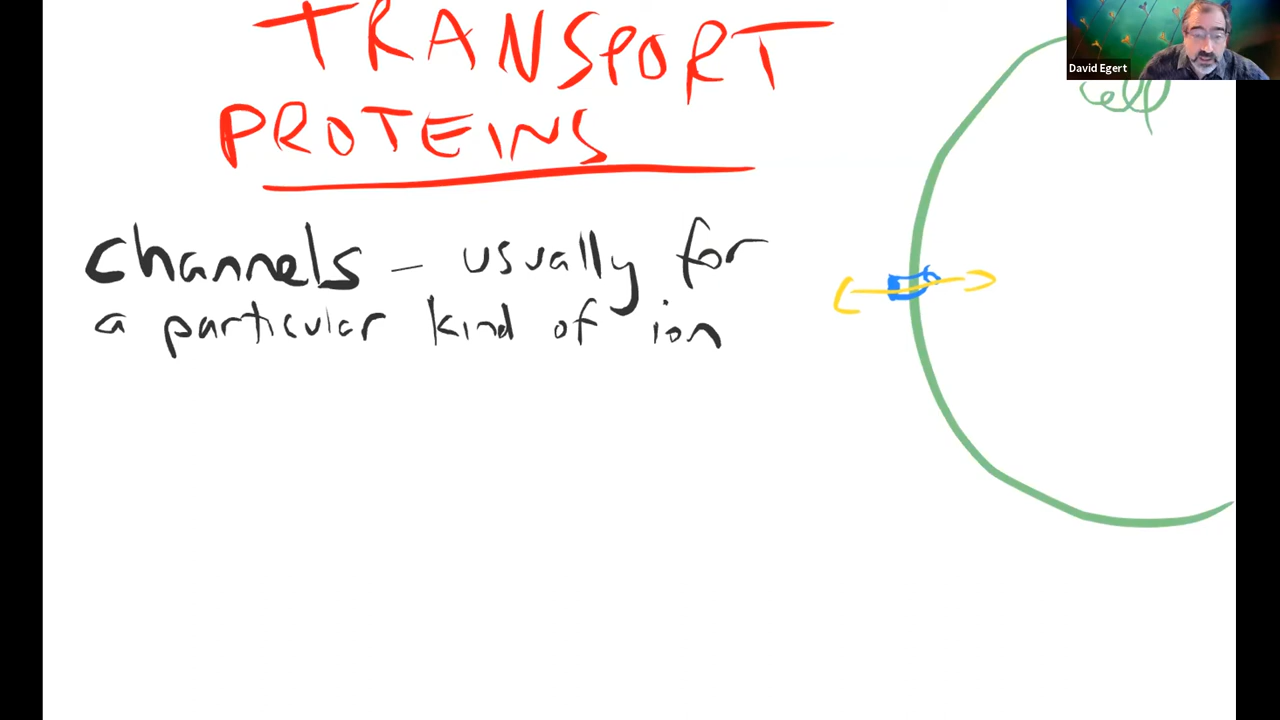 TRANSPORT
PROTEINS
Channels - usually for
a particular kind of ion
cell
David Egert